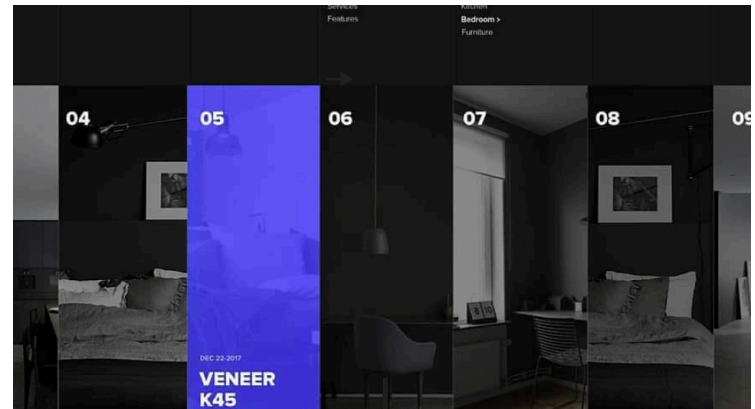 Services
Kitchen
Features
Bedroom >
Furniture
04
05
06
07
08
09
DEC 22-2017
VENEER
K45